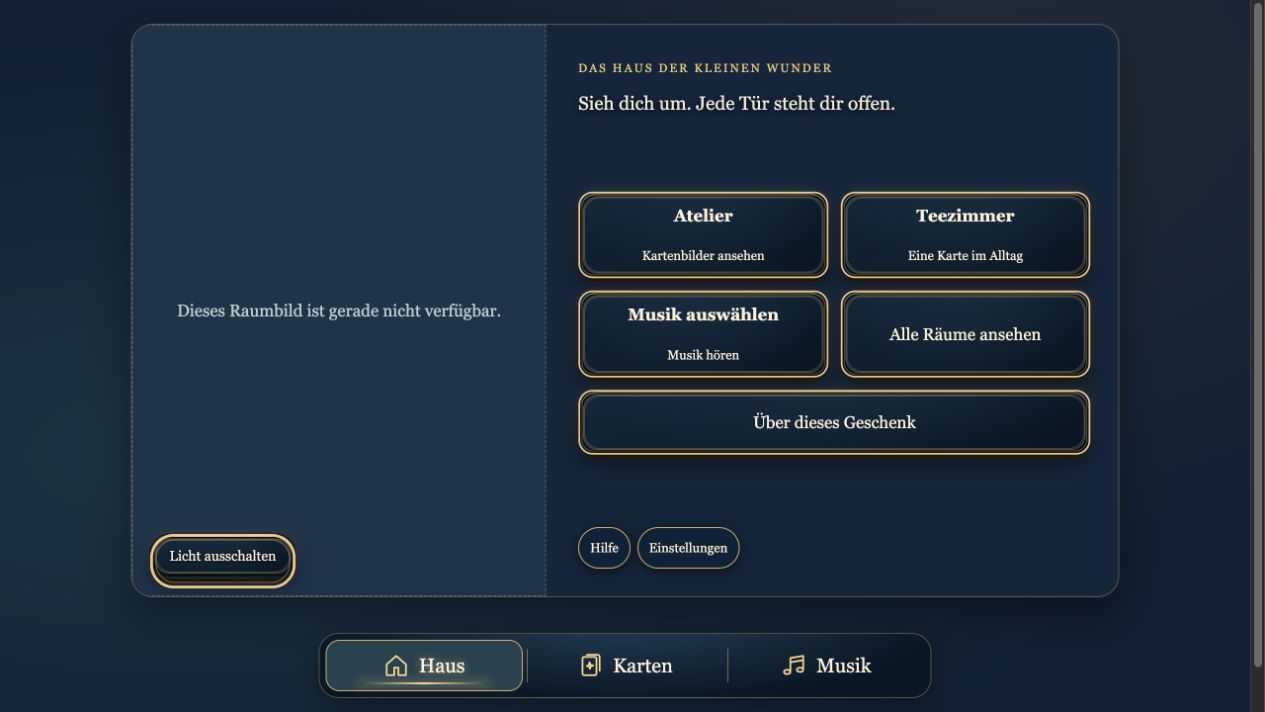 DAS HAUS DER KLEINEN WUNDER
Sieh dich um. Jede Tür steht dir offen.
Dieses Raumbild ist gerade nicht verfügbar.
Licht ausschalten
Atelier
Kartenbilder ansehen
Teezimmer
Eine Karte im Alltag
Musik auswählen
Musik hören
Alle Räume ansehen
Über dieses Geschenk
Hilfe
Einstellungen
Haus
Karten
Musik